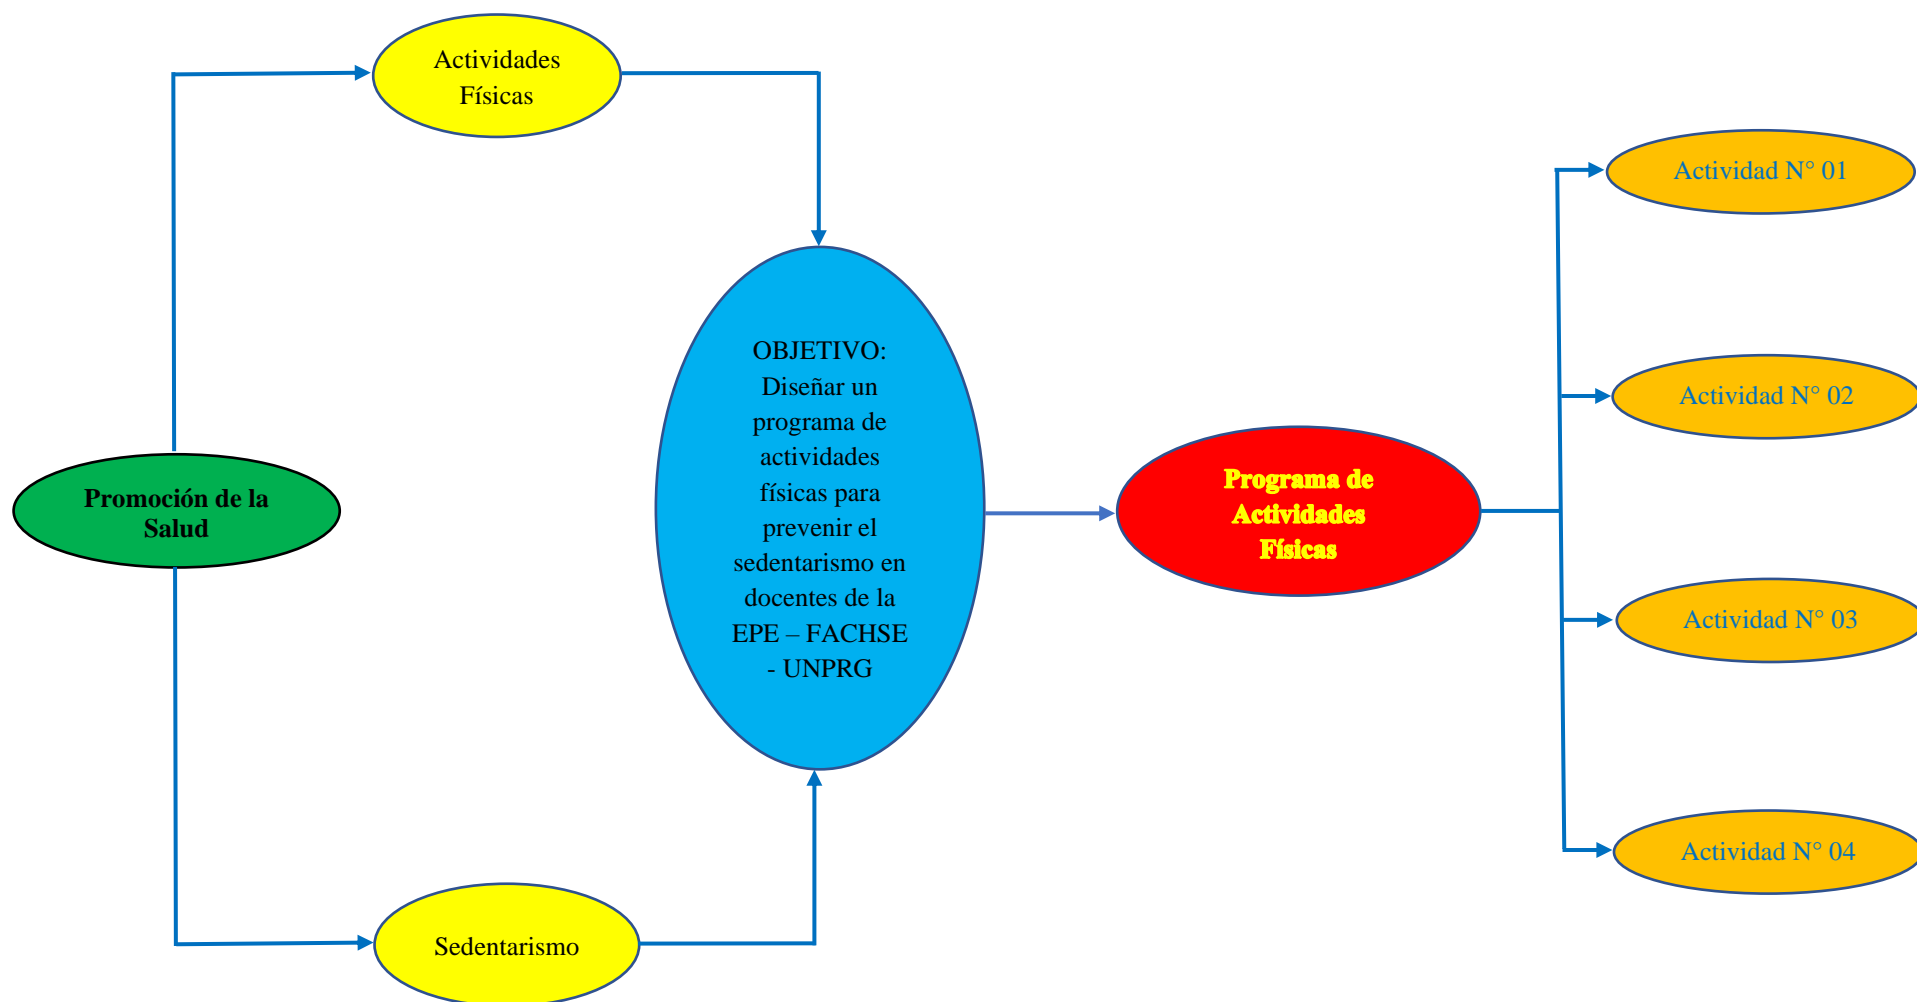 Actividades
Físicas
Promoción de la
Salud
Sedentarismo
OBJETIVO:
Diseñar un
programa de
actividades
físicas para
prevenir el
sedentarismo en
docentes de la
EPE – FACHSE
- UNPRG
Programa de
Actividades
Físicas
Actividad N° 01
Actividad N° 02
Actividad N° 03
Actividad N° 04